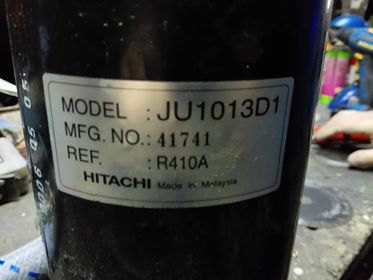 MODEL : JU1013D1
MFG. NO.: 41741
REF. : R410A
HITACHI Made in Malaysia